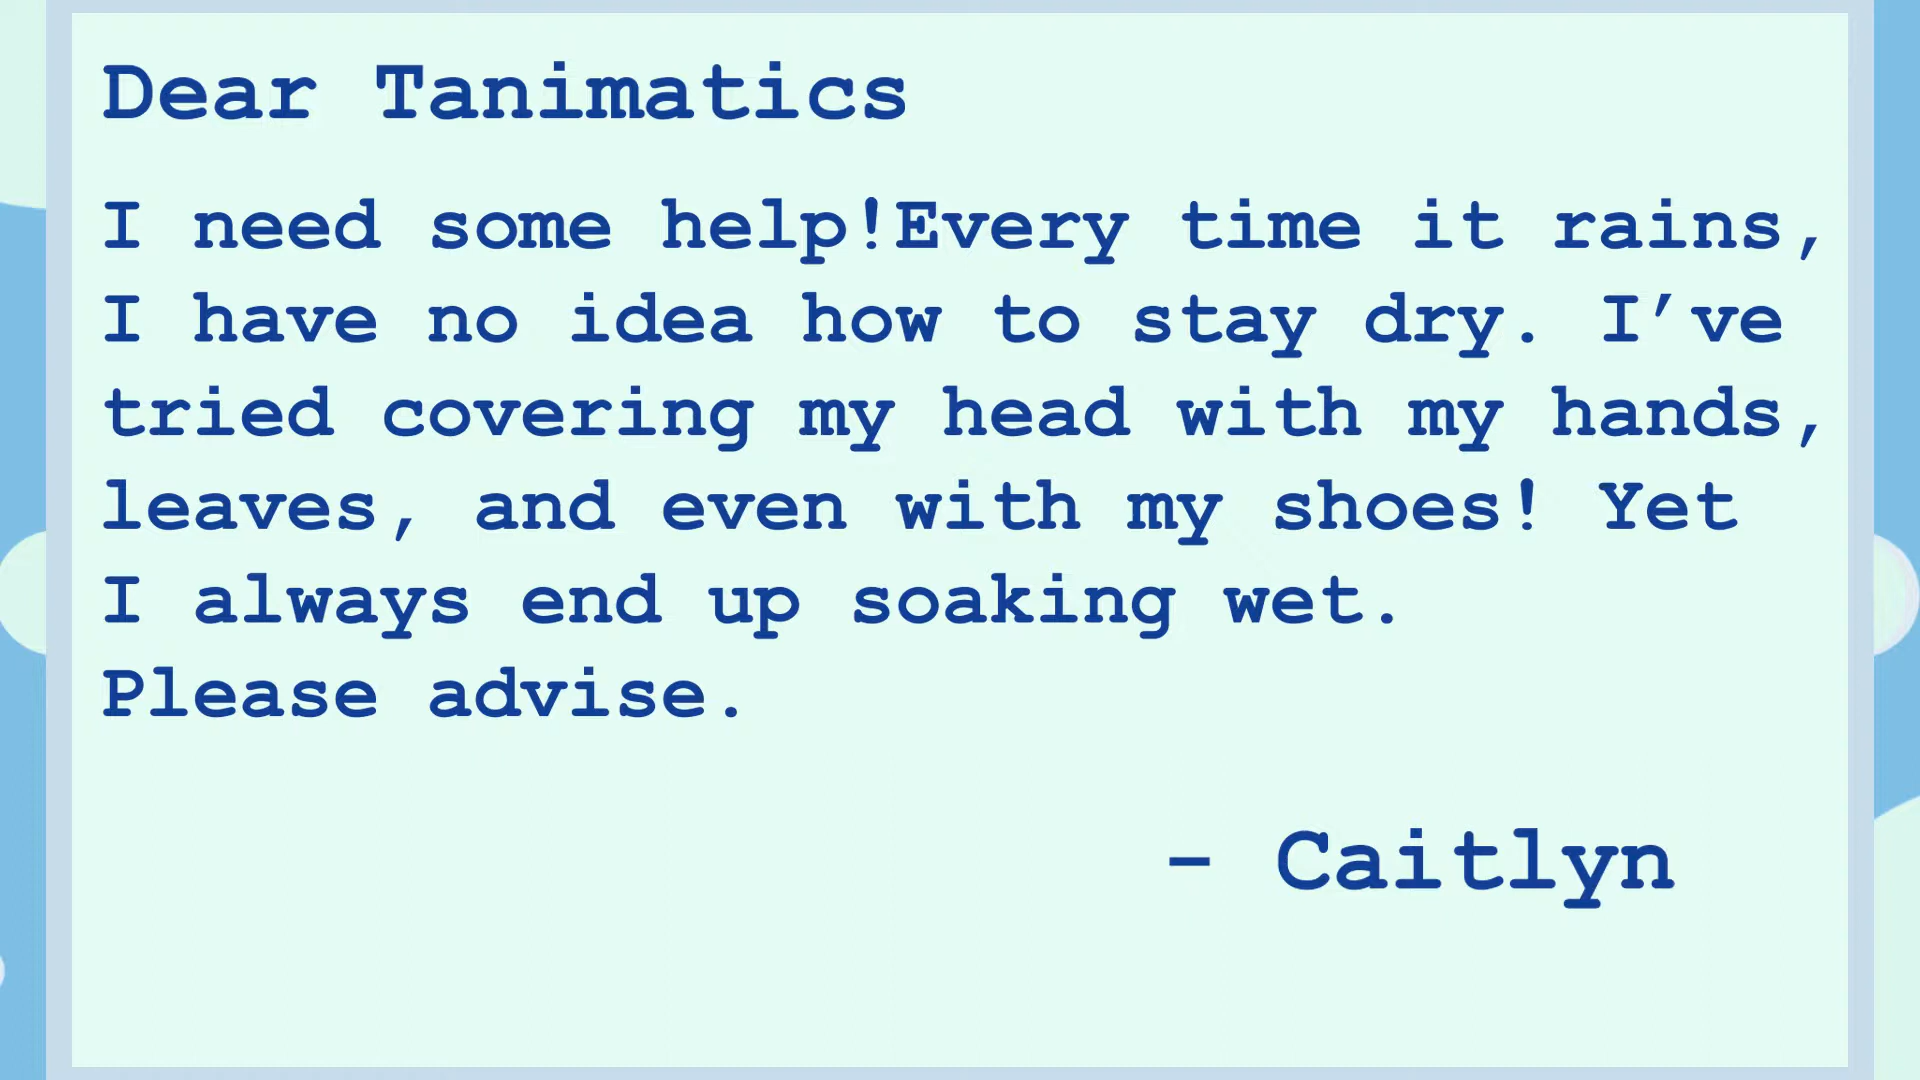 Dear Tanimatics
I need some help!Every time it rains,
I have no idea how to stay dry. I’ve
tried covering my head with my hands,
leaves, and even with my shoes! Yet
I always end up soaking wet.
Please advise.
- Caitlyn